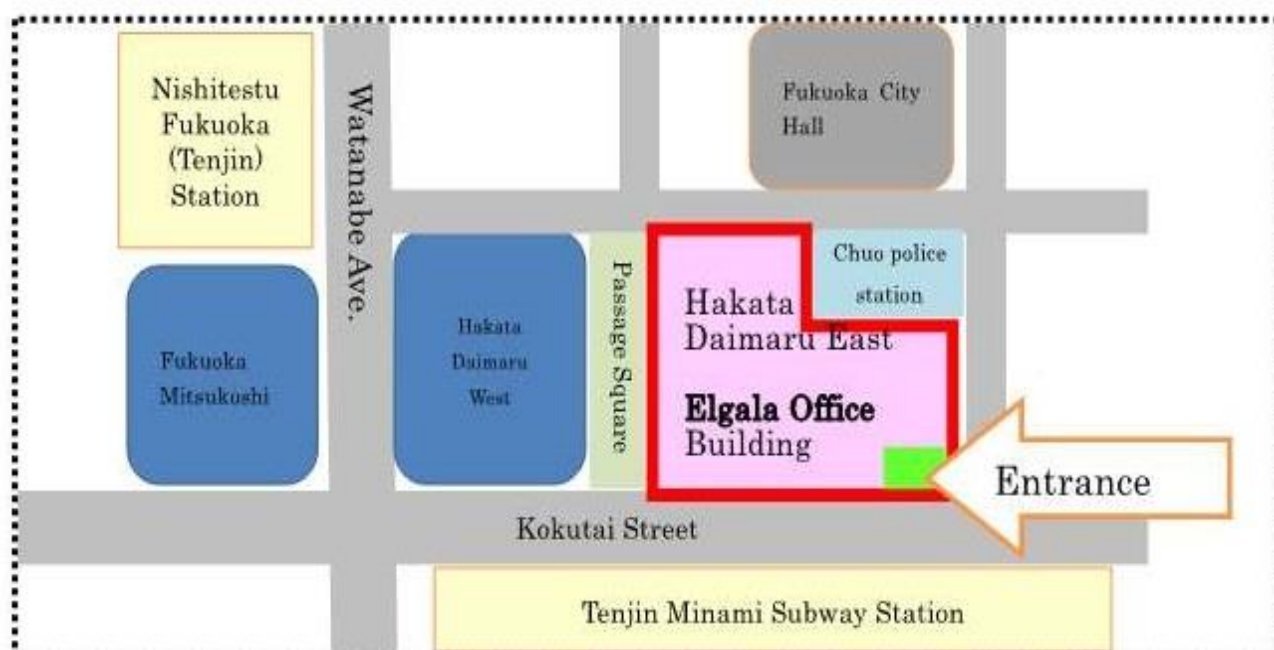 Nishitestu
Fukuoka
(Tenjin)
Station
Watanabe Ave.
Fukuoka City
Hall
Fukuoka
Mitsukoshi
Hakata
Daimaru
West
Passage Square
Hakata
Daimaru East
Elgala Office
Building
Chuo police
station
Entrance
Kokutai Street
Tenjin Minami Subway Station